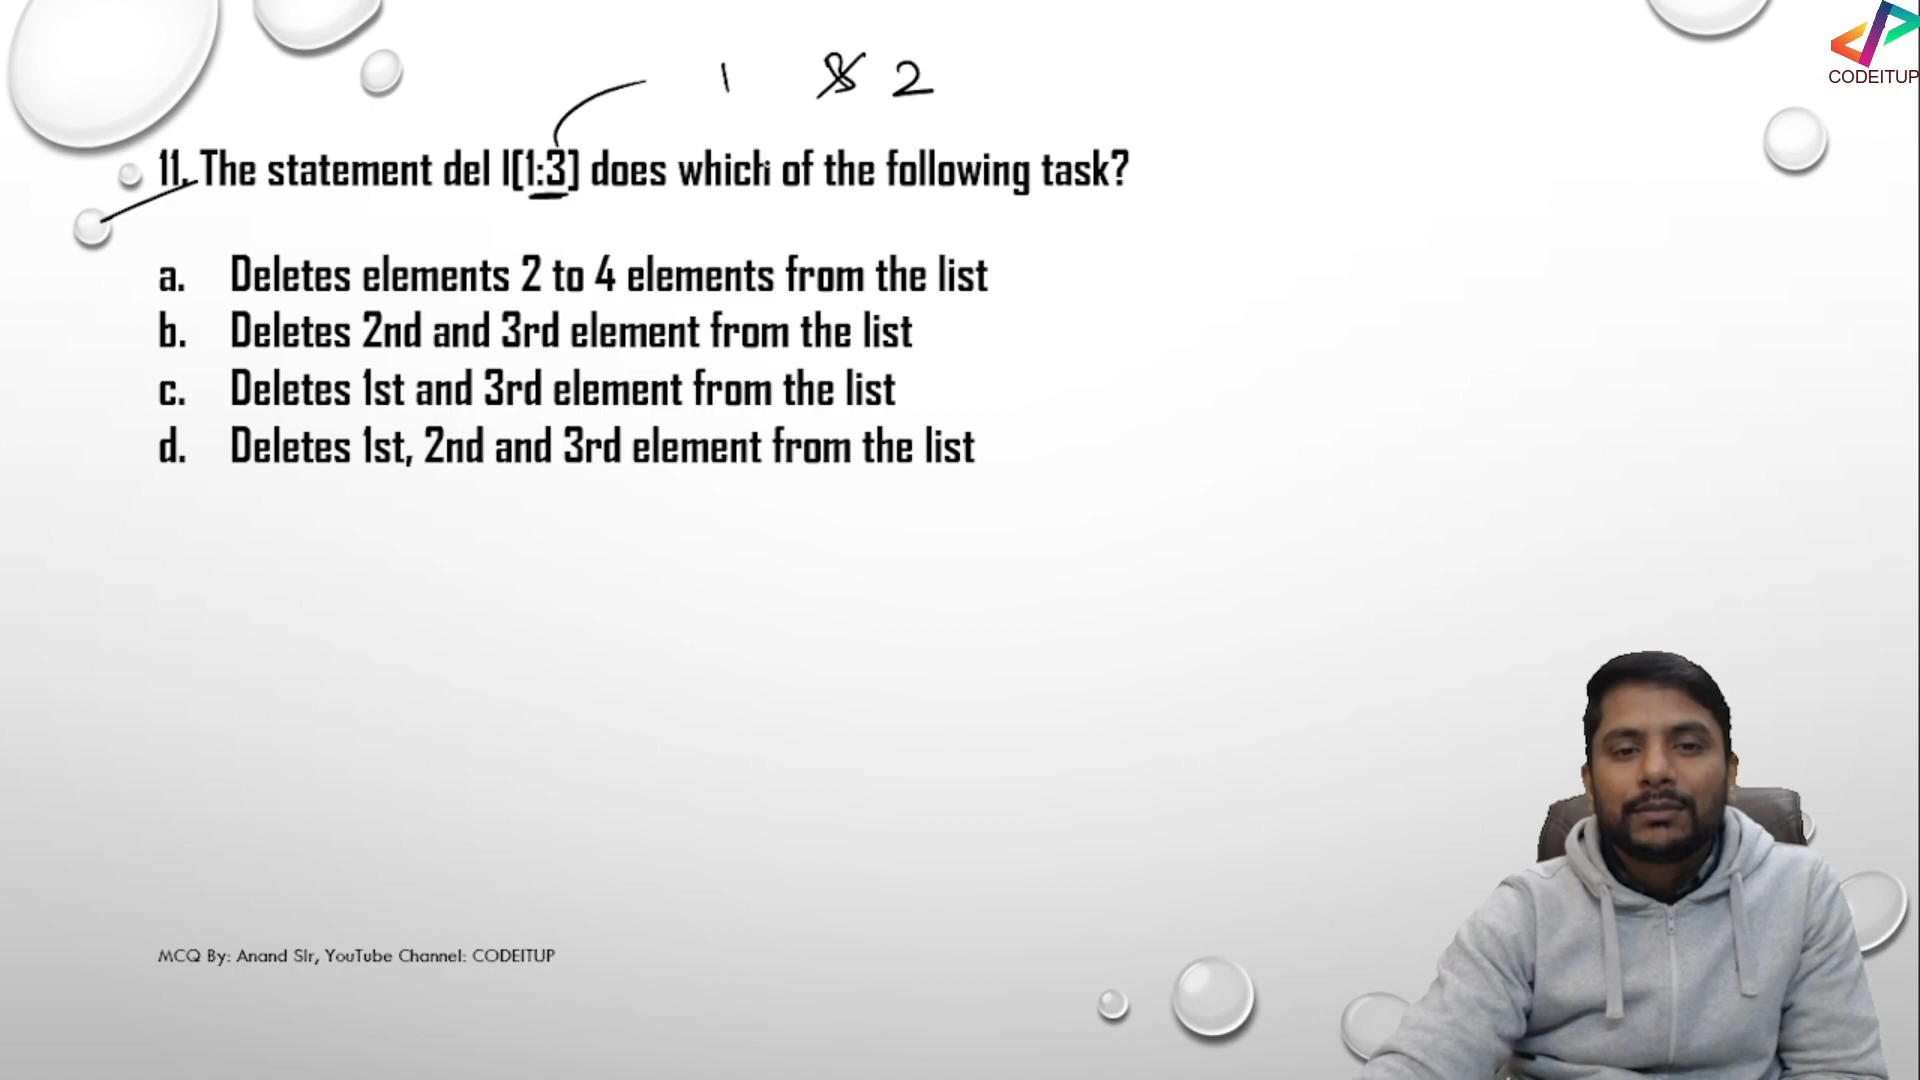 CODEITUP
1 2
11. The statement del l[1:3] does which of the following task?
a. Deletes elements 2 to 4 elements from the list
b. Deletes 2nd and 3rd element from the list
c. Deletes 1st and 3rd element from the list
d. Deletes 1st, 2nd and 3rd element from the list
MCQ By: Anand Sir, YouTube Channel: CODEITUP